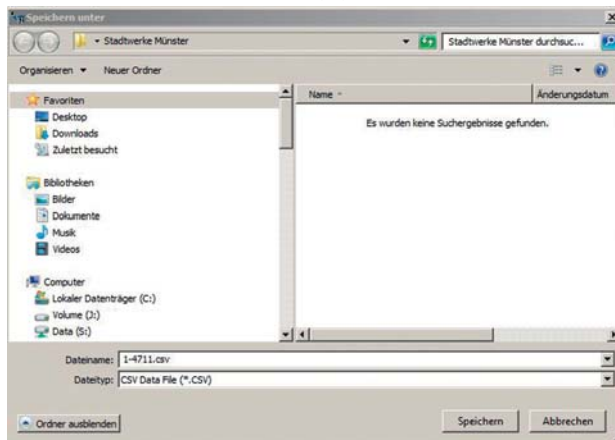 Speichern unter
Stadtwerke Münster
Stadtwerke Münster durchsuc...
Organisieren
Neuer Ordner
Favoriten
Desktop
Downloads
Zuletzt besucht
Bibliotheken
Bilder
Dokumente
Musik
Videos
Computer
Lokaler Datenträger (C:)
Volume (J:)
Data (S:)
Name
Änderungsdatum
Es wurden keine Suchergebnisse gefunden.
Dateiname: 1-4711.csv
Dateityp: CSV Data File (*.CSV)
Ordner ausblenden
Speichern
Abbrechen